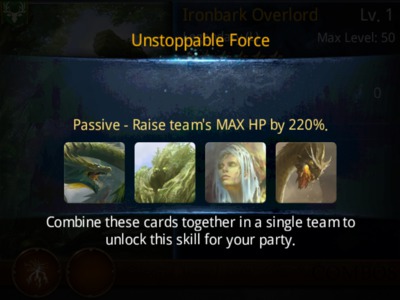 Ironbark Overlord Lv. 1
Unstoppable Force
Max Level: 50
0
Passive - Raise team's MAX HP by 220%.
Combine these cards together in a single team to
unlock this skill for your party.